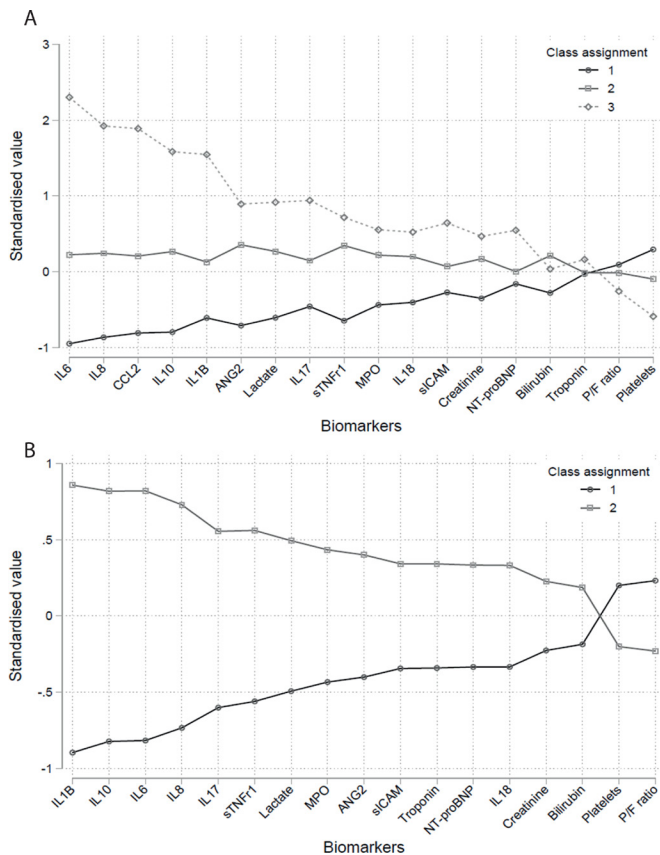 A
3
2
1
0
-1
Standardised value
Class assignment
1
2
3
IL6
IL8
CCL2
IL10
IL1B
ANG2
Lactate
IL17
sTNFr1
MPO
IL18
sICAM
Creatinine
NT-proBNP
Bilirubin
Troponin
P/F ratio
Platelets
Biomarkers
B
1
.5
0
-.5
-1
Standardised value
Class assignment
1
2
IL1B
IL10
IL6
IL8
IL17
sTNFr1
Lactate
MPO
ANG2
sICAM
Troponin
NT-proBNP
IL18
Creatinine
Bilirubin
Platelets
P/F ratio
Biomarkers